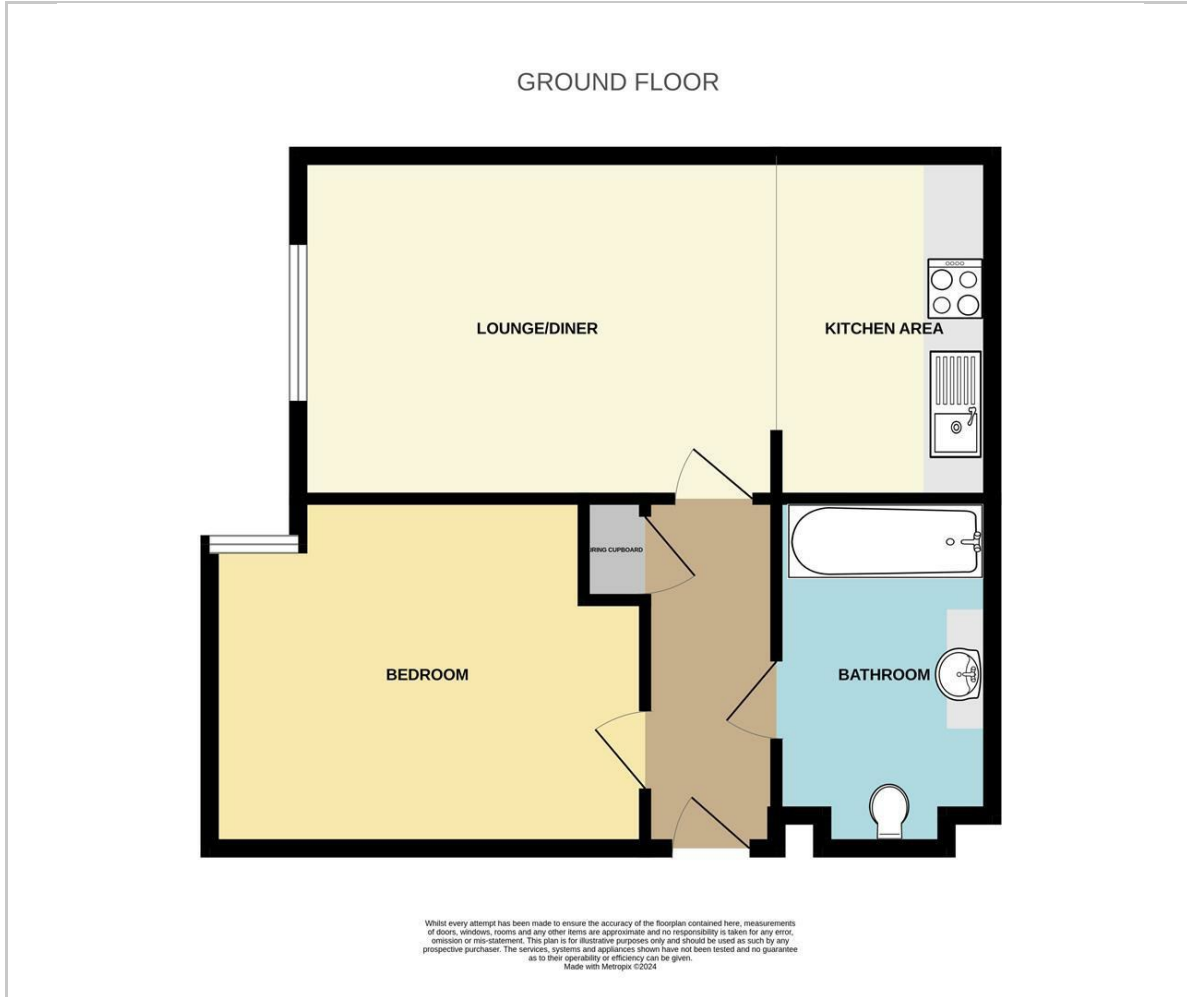 GROUND FLOOR
LOUNGE/DINER
KITCHEN AREA
IRING CUPBOARD
BEDROOM
BATHROOM
Whilst every attempt has been made to ensure the accuracy of the floorplan contained here, measurements
of doors, windows, rooms and any other items are approximate and no responsibility is taken for any error,
omission or mis-statement. This plan is for illustrative purposes only and should be used as such by any
prospective purchaser. The services, systems and appliances shown have not been tested and no guarantee
as to their operability or efficiency can be given.
Made with Metropix ©2024